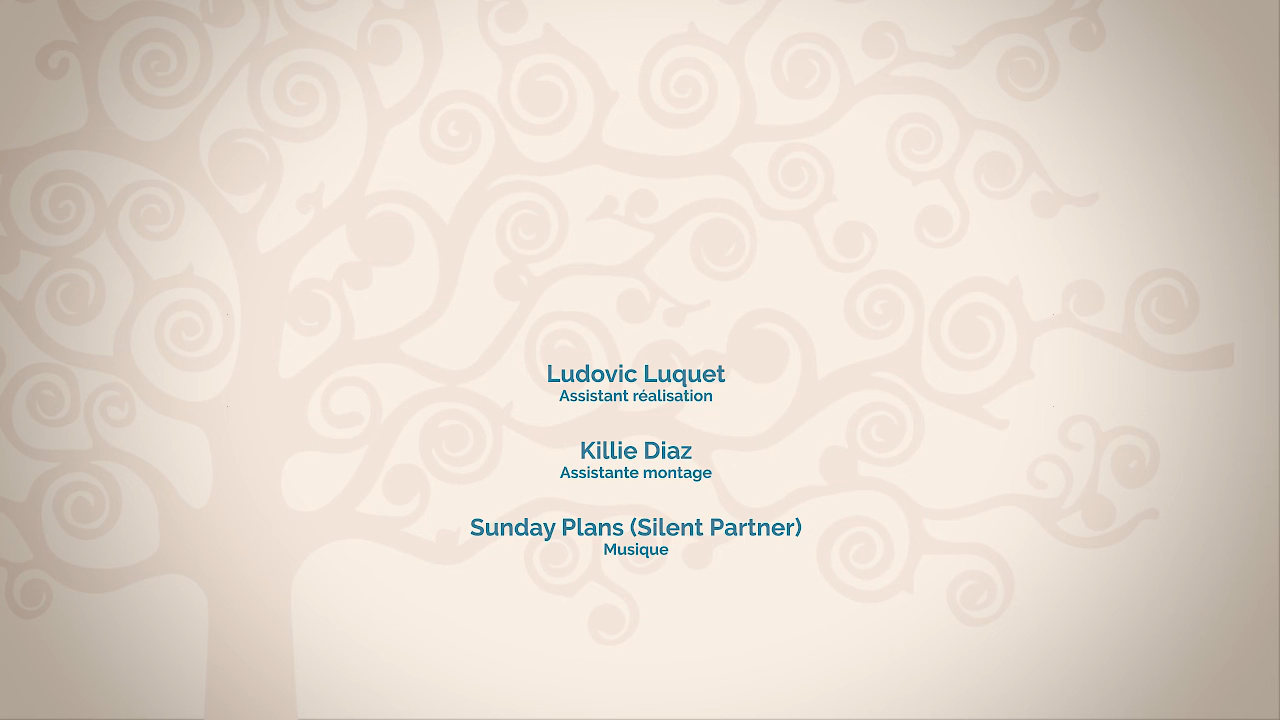 Ludovic Luquet
Assistant réalisation
Killie Diaz
Assistante montage
Sunday Plans (Silent Partner)
Musique